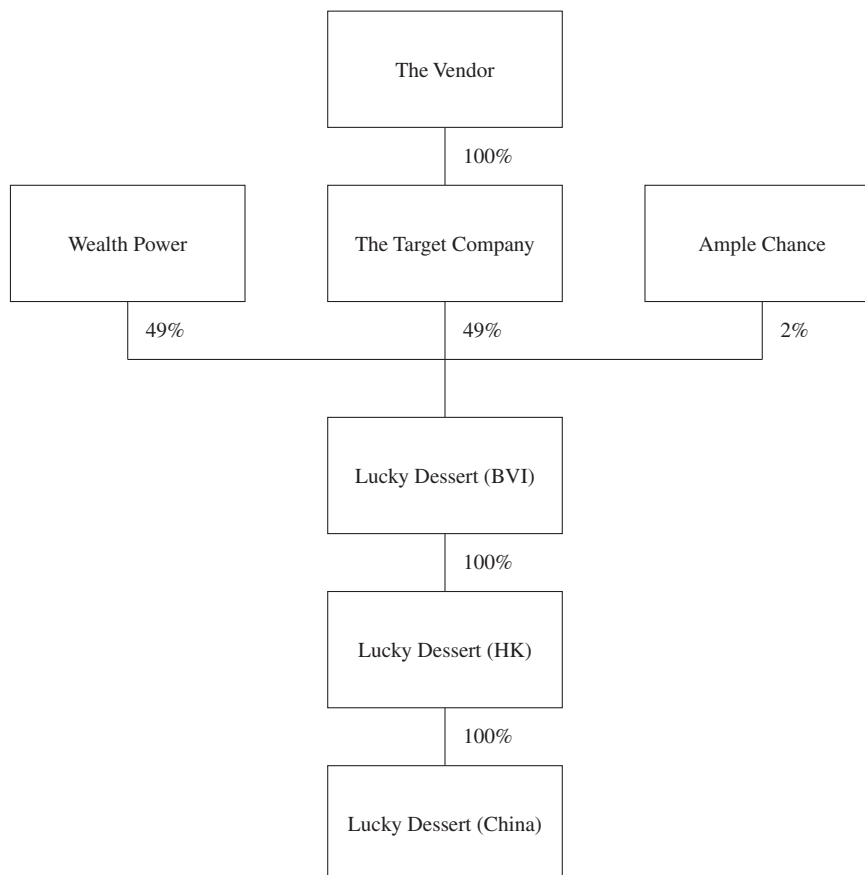 The Vendor
100%
Wealth Power
The Target Company
Ample Chance
49%
49%
2%
Lucky Dessert (BVI)
100%
Lucky Dessert (HK)
100%
Lucky Dessert (China)